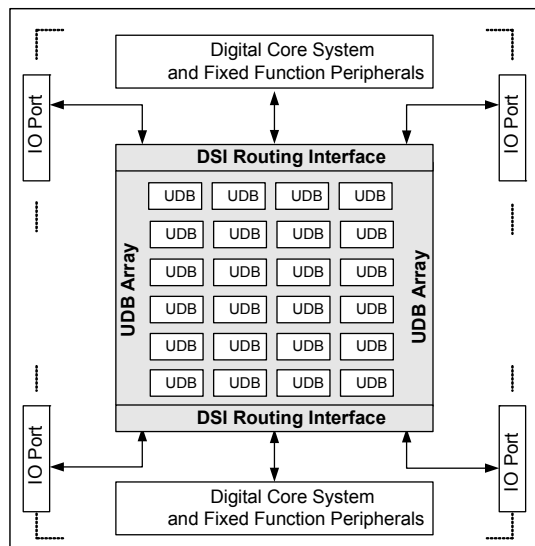 Digital Core System
and Fixed Function Peripherals
IO Port
IO Port
DSI Routing Interface
UDB UDB UDB UDB
UDB UDB UDB UDB
UDB UDB UDB UDB
UDB Array
UDB Array
UDB UDB UDB UDB
UDB UDB UDB UDB
UDB UDB UDB UDB
DSI Routing Interface
IO Port
IO Port
Digital Core System
and Fixed Function Peripherals